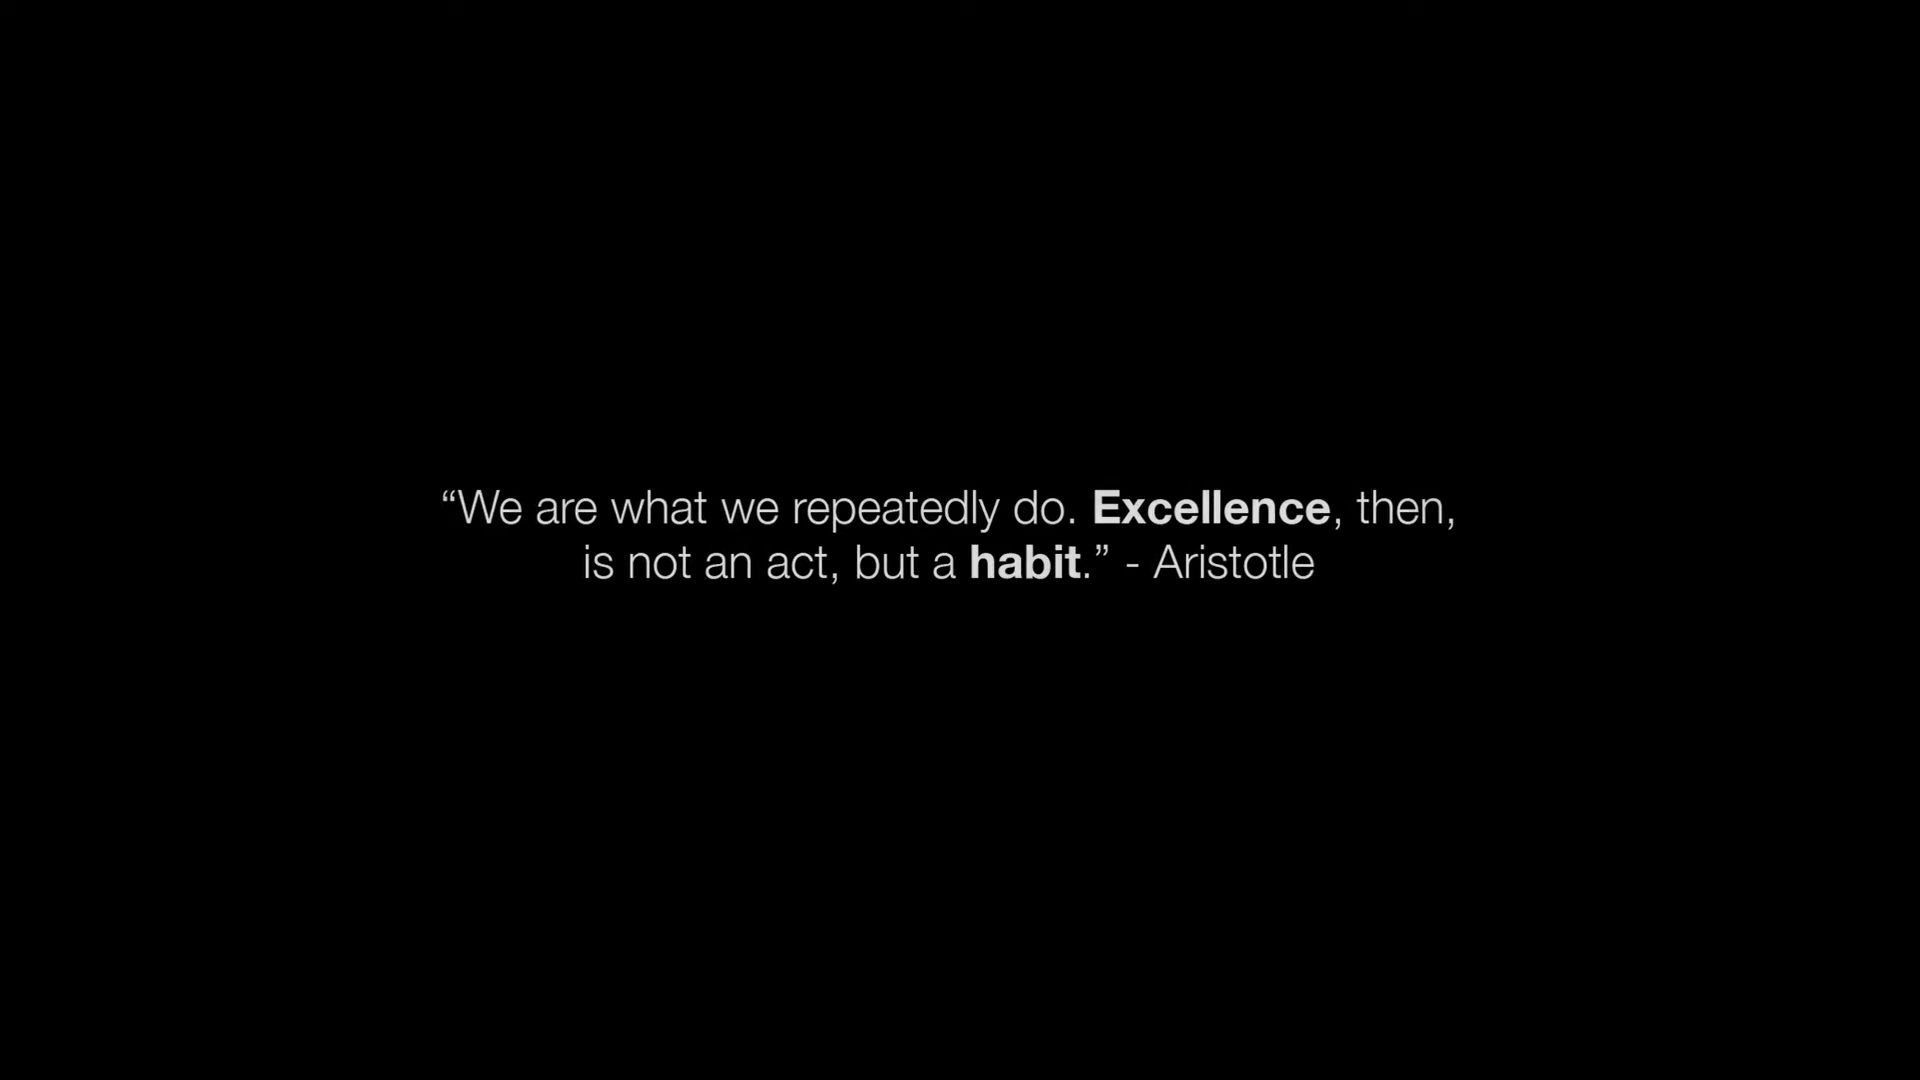 “We are what we repeatedly do. Excellence, then,
is not an act, but a habit.” - Aristotle